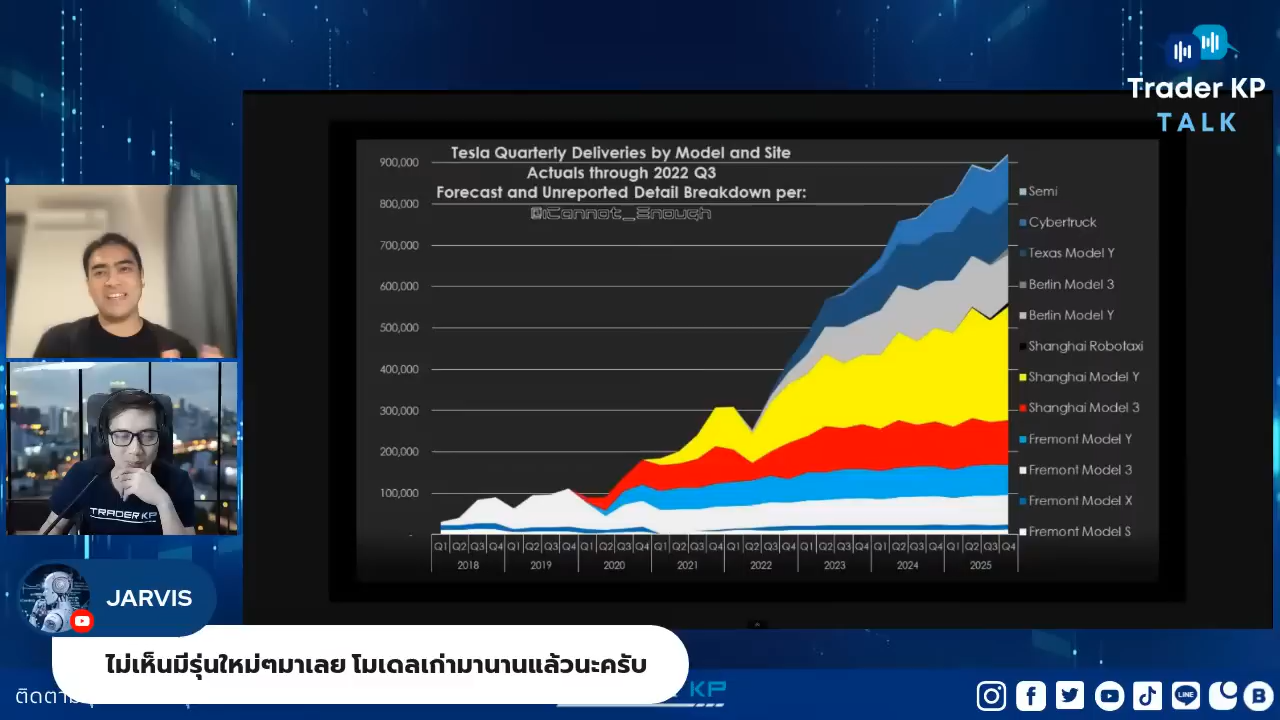 Trader KP
TALK
Tesla Quarterly Deliveries by Model and Site
Actuals through 2022 Q3
Forecast and Unreported Detail Breakdown per:
@iCannot_Enough
900,000
800,000
700,000
600,000
500,000
400,000
300,000
200,000
100,000
-
Semi
Cybertruck
Texas Model Y
Berlin Model 3
Berlin Model Y
Shanghai Robotaxi
Shanghai Model Y
Shanghai Model 3
Fremont Model Y
Fremont Model 3
Fremont Model X
Fremont Model S
Q1 Q2 Q3 Q4 Q1 Q2 Q3 Q4 Q1 Q2 Q3 Q4 Q1 Q2 Q3 Q4 Q1 Q2 Q3 Q4 Q1 Q2 Q3 Q4 Q1 Q2 Q3 Q4 Q1 Q2 Q3 Q4
2018 2019 2020 2021 2022 2023 2024 2025
TRADER KP
JARVIS
ไม่เห็นมีรุ่นใหม่ๆมาเลย โมเดลเก่ามานานแล้วนะครับ
KP
LINE
B